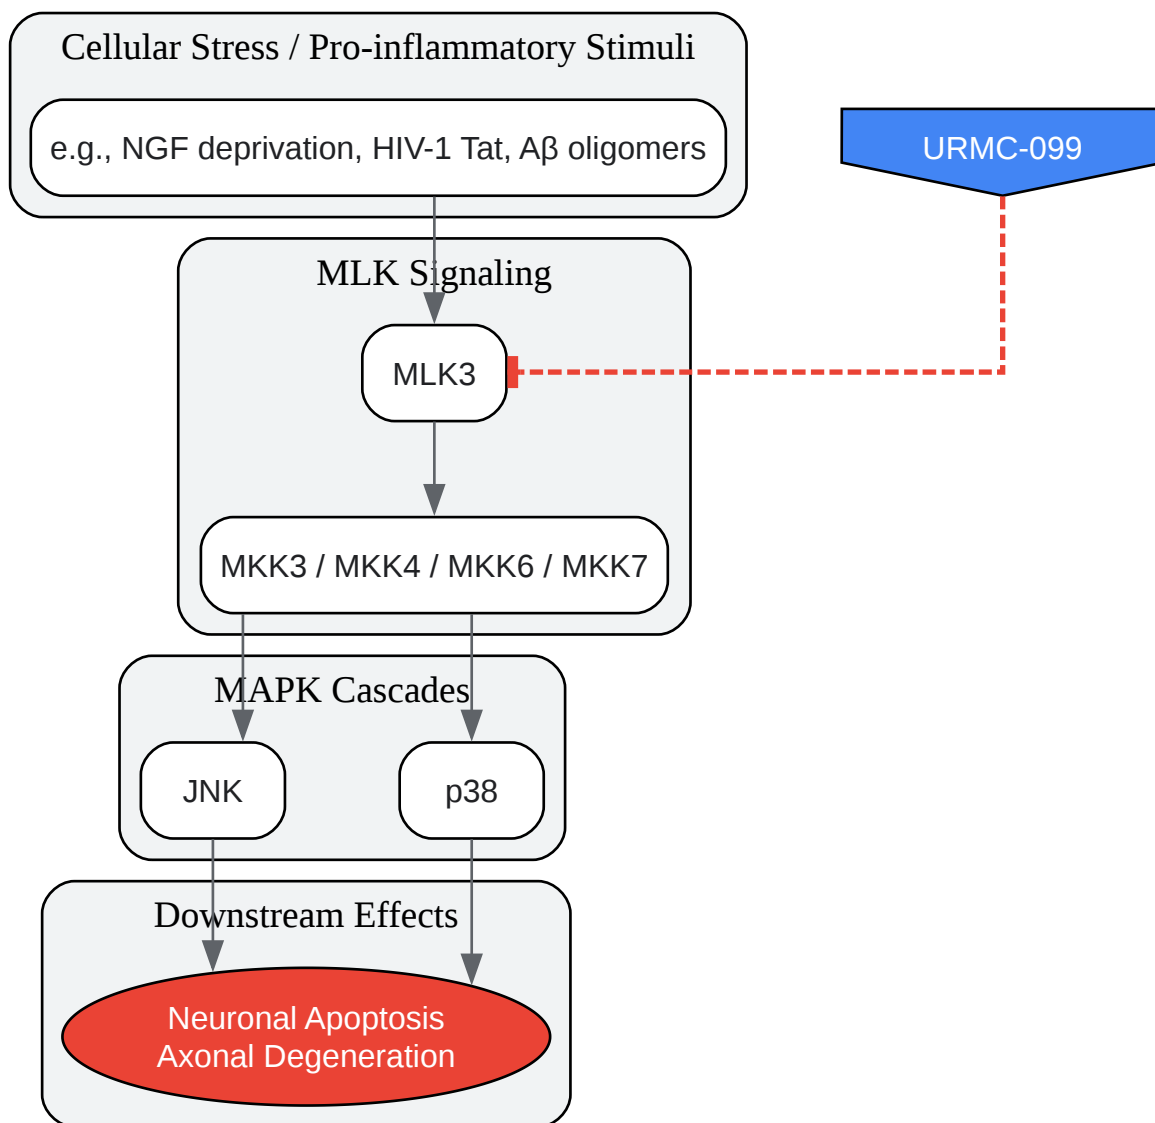 Cellular Stress / Pro-inflammatory Stimuli
e.g., NGF deprivation, HIV-1 Tat, Aβ oligomers
URMC-099
MLK Signaling
MLK3
MKK3 / MKK4 / MKK6 / MKK7
MAPK Cascades
JNK
p38
Downstream Effects
Neuronal Apoptosis
Axonal Degeneration